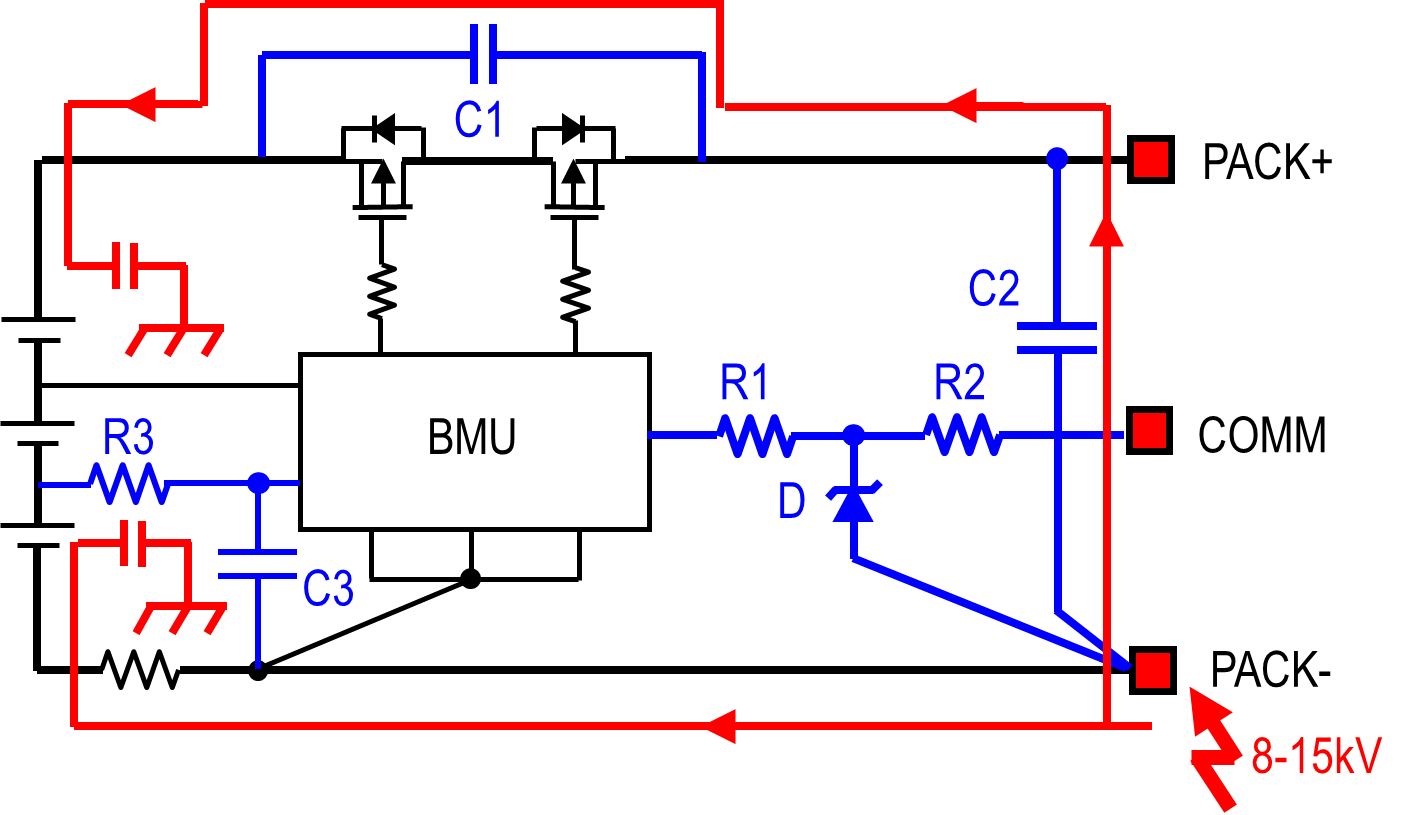 C1
PACK+
C2
R1
R2
R3
BMU
COMM
D
C3
PACK-
8-15kV